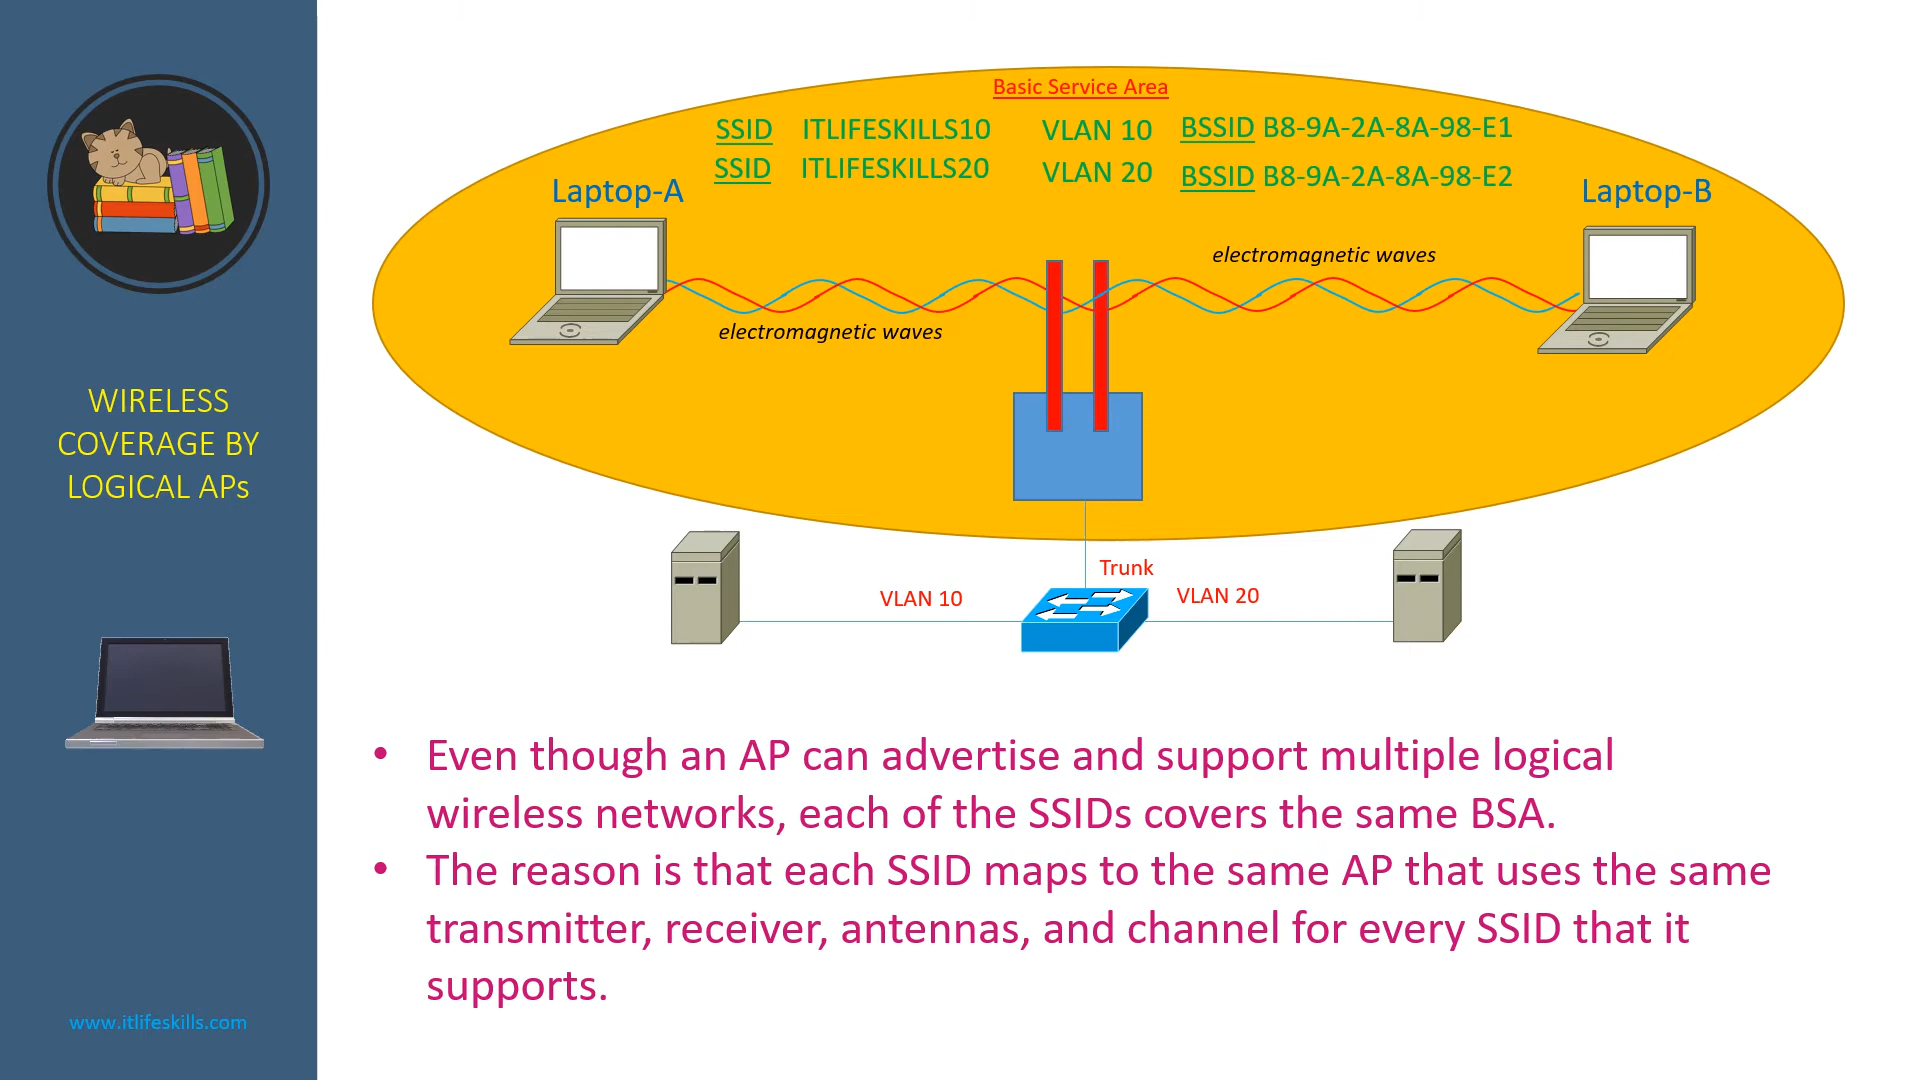 WIRELESS
COVERAGE BY
LOGICAL APs
www.itlifeskills.com
Basic Service Area
SSID ITLIFESKILLS10 VLAN 10 BSSID B8-9A-2A-8A-98-E1
SSID ITLIFESKILLS20 VLAN 20 BSSID B8-9A-2A-8A-98-E2
Laptop-A
Laptop-B
electromagnetic waves
electromagnetic waves
Trunk
VLAN 10
VLAN 20
• Even though an AP can advertise and support multiple logical
wireless networks, each of the SSIDs covers the same BSA.
• The reason is that each SSID maps to the same AP that uses the same
transmitter, receiver, antennas, and channel for every SSID that it
supports.